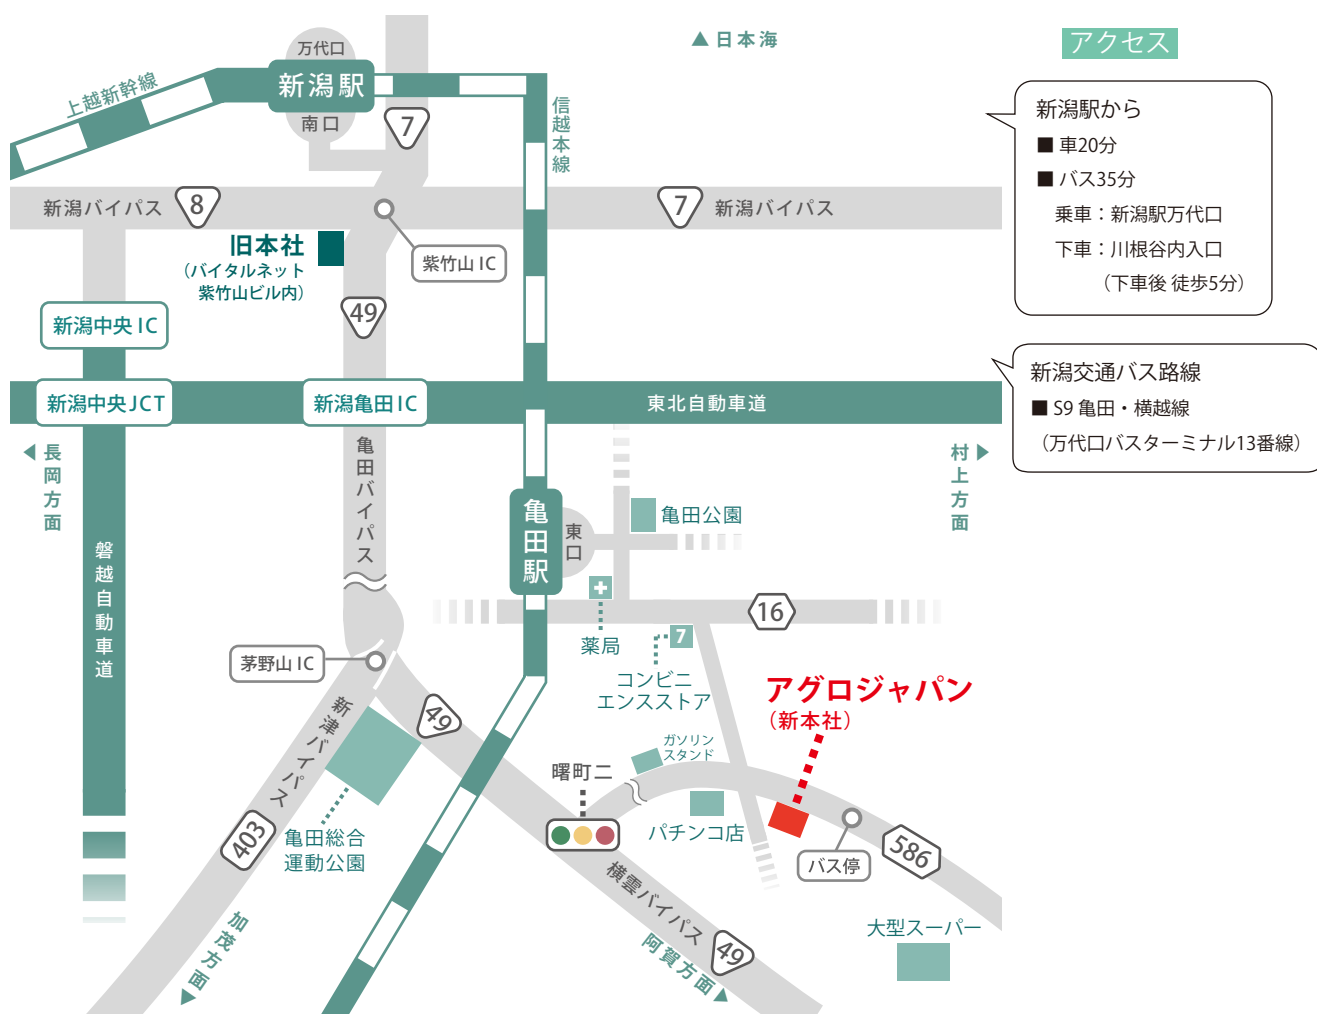 ▲日本海
アクセス
万代口
新潟駅
南口
上越新幹線
7
信越本線
新潟駅から
■ 車20分
■ バス35分
乗車：新潟駅万代口
下車：川根谷内入口
（下車後 徒歩5分）
新潟バイパス
8
7
新潟バイパス
旧本社
（バイタルネット
紫竹山ビル内）
紫竹山 IC
49
新潟中央 IC
新潟中央 JCT
新潟亀田 IC
東北自動車道
新潟交通バス路線
■ S9 亀田・横越線
（万代口バスターミナル13番線）
◀長岡方面
村上方面▶
亀田バイパス
磐越自動車道
亀田駅
東口
亀田公園
16
薬局
7
コンビニ
エンスストア
茅野山 IC
新津バイパス
49
アグロジャパン
（新本社）
ガソリン
スタンド
曙町二
パチンコ店
403
亀田総合
運動公園
バス停
586
横雲バイパス
49
大型スーパー
加茂方面▼
阿賀方面▼